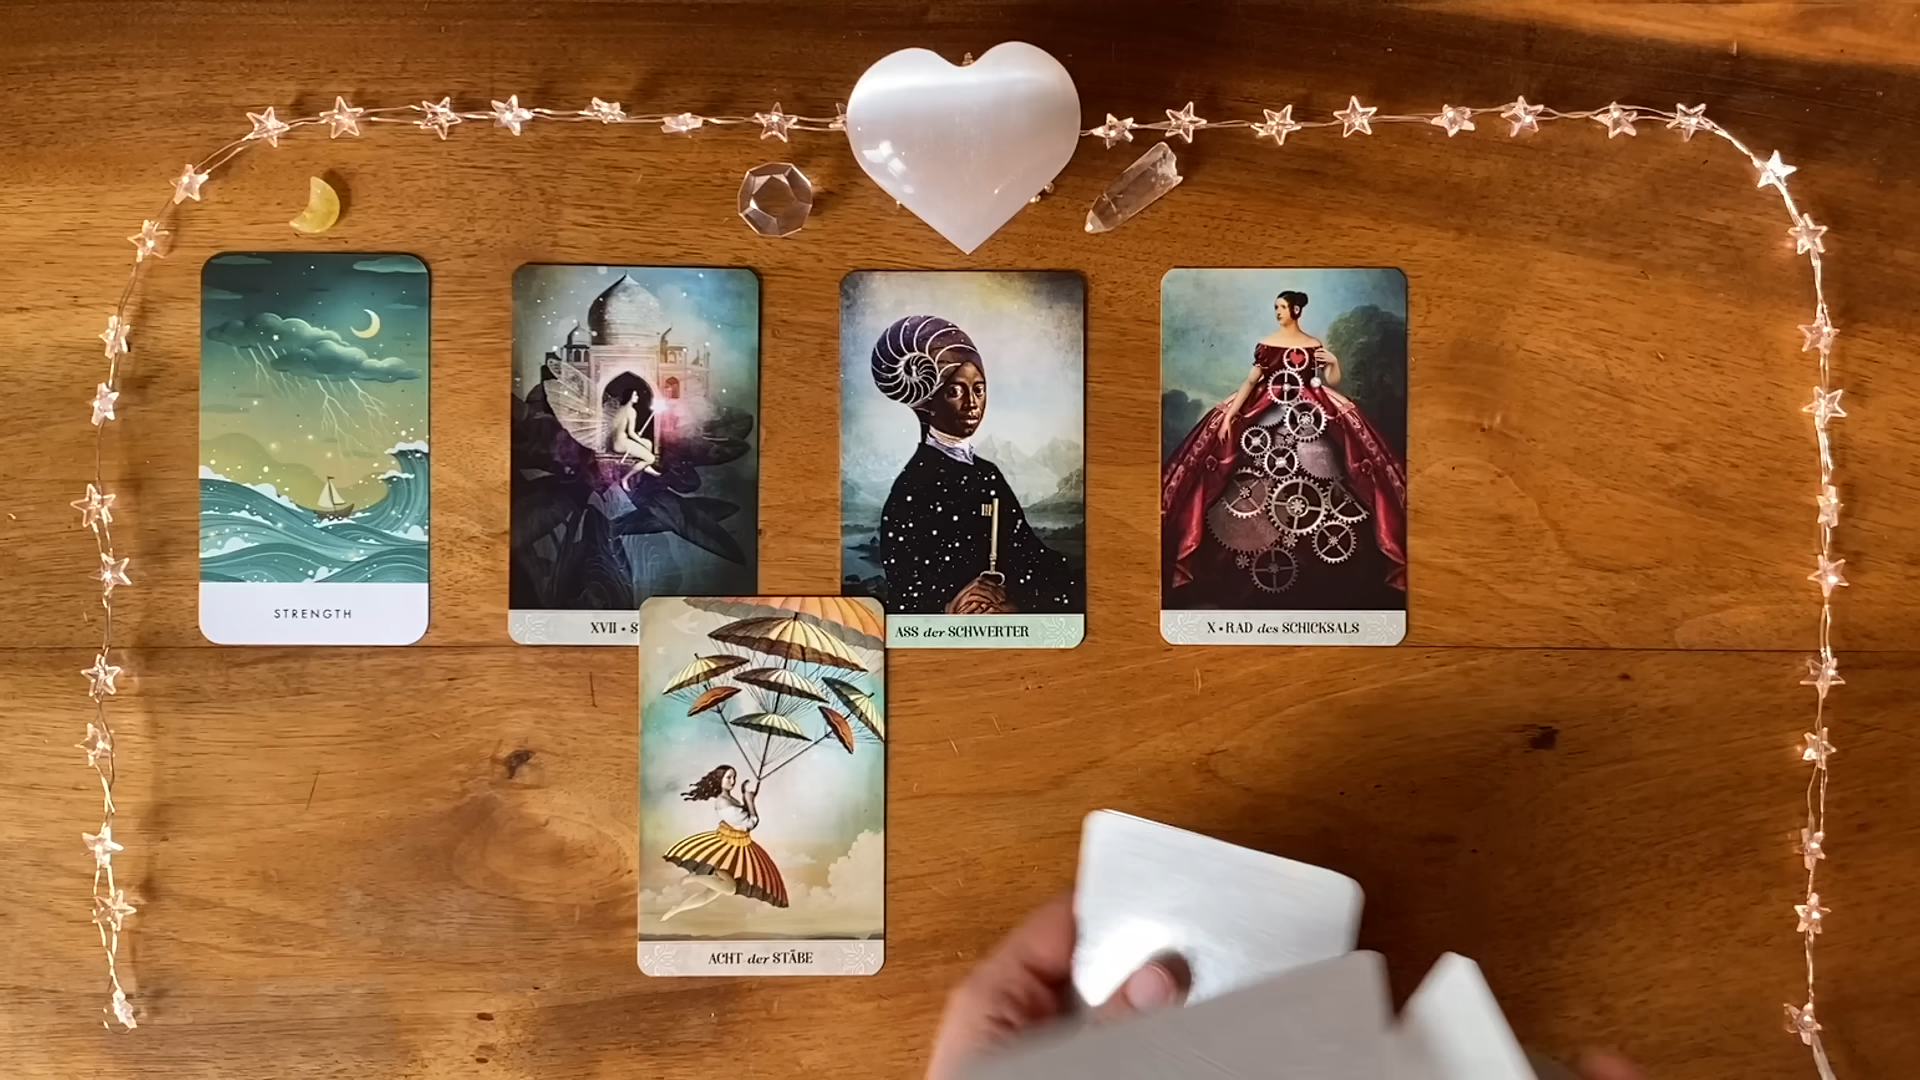 STRENGTH
XVII • S
ASS der SCHWERTER
X • RAD des SCHICKSALS
ACHT der STÄBE